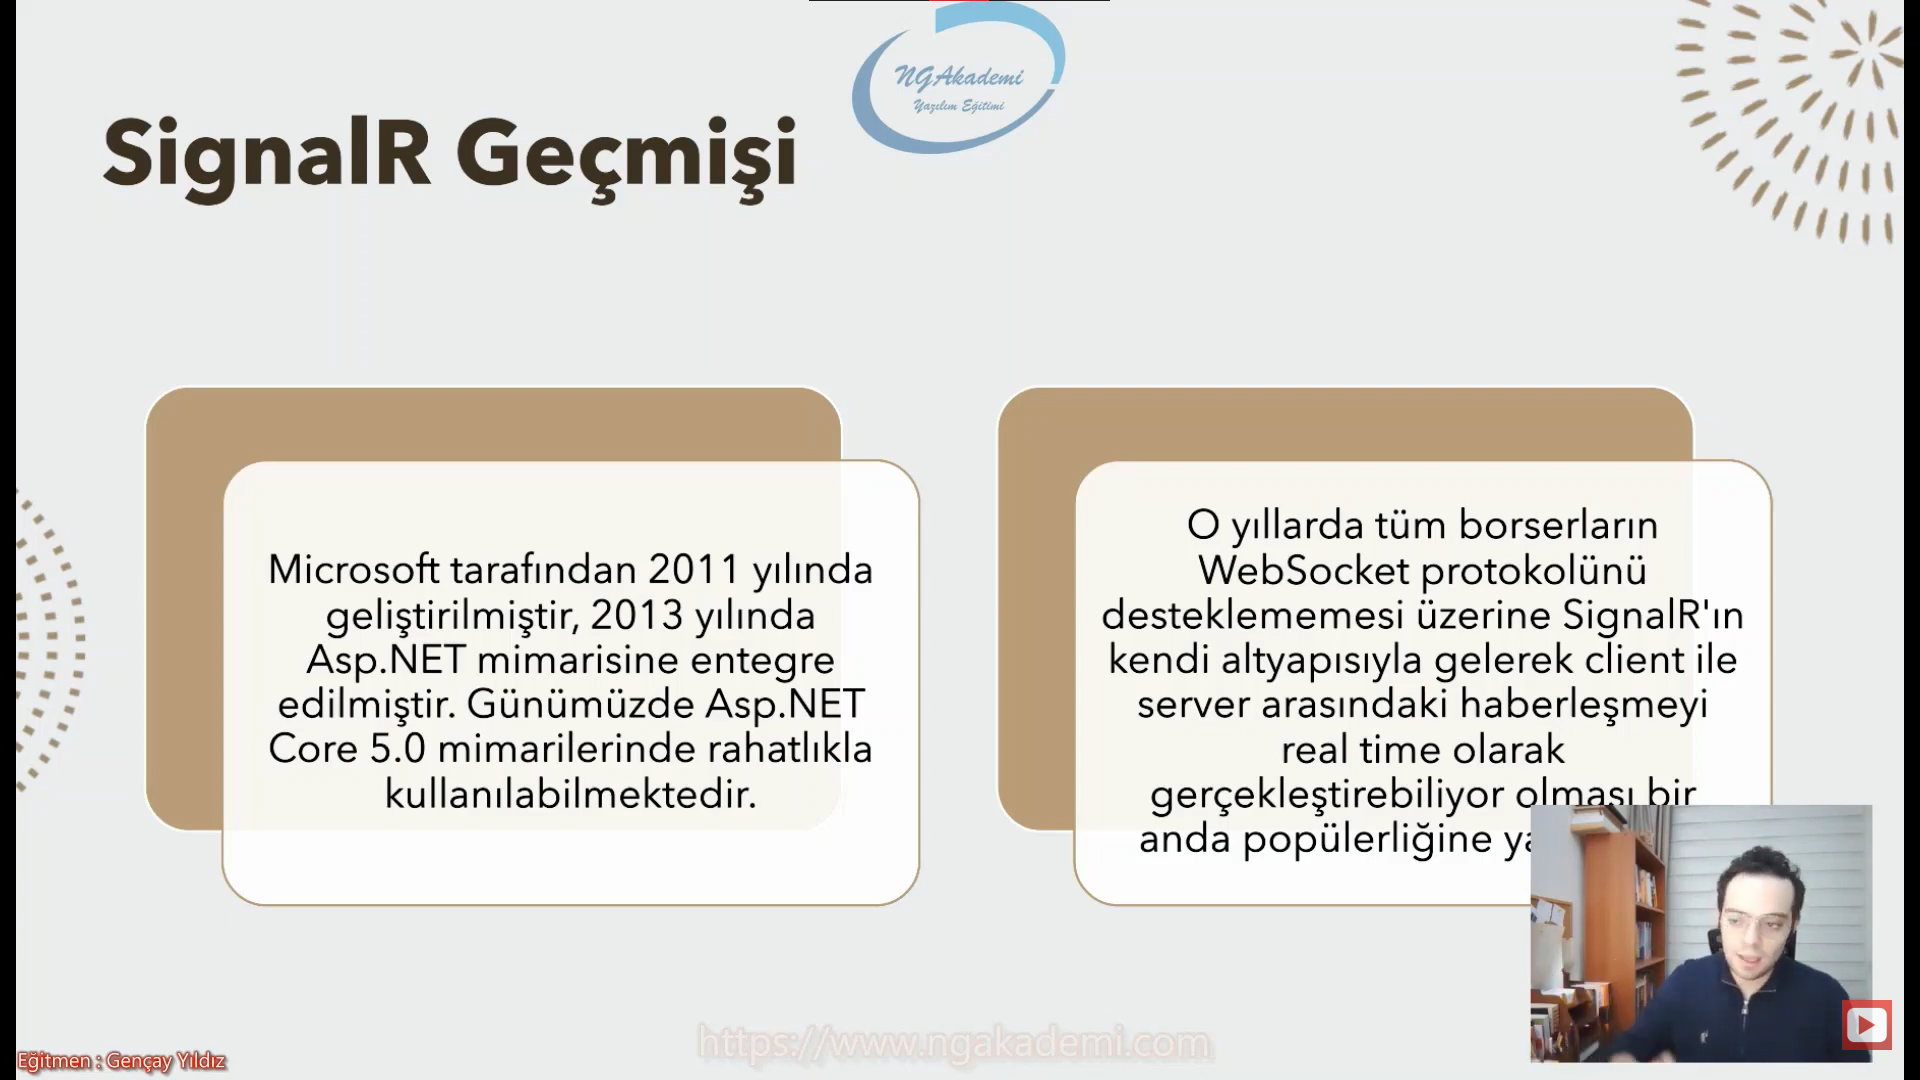 NGAkademi
Yazılım Eğitimi
SignalR Geçmişi
Microsoft tarafından 2011 yılında
geliştirilmiştir, 2013 yılında
Asp.NET mimarisine entegre
edilmiştir. Günümüzde Asp.NET
Core 5.0 mimarilerinde rahatlıkla
kullanılabilmektedir.
O yıllarda tüm borserların
WebSocket protokolünü
desteklememesi üzerine SignalR'ın
kendi altyapısıyla gelerek client ile
server arasındaki haberleşmeyi
real time olarak
gerçekleştirebiliyor olması bir
anda popülerliğine
https://www.ngakademi.com
Eğitmen : Gençay Yıldız